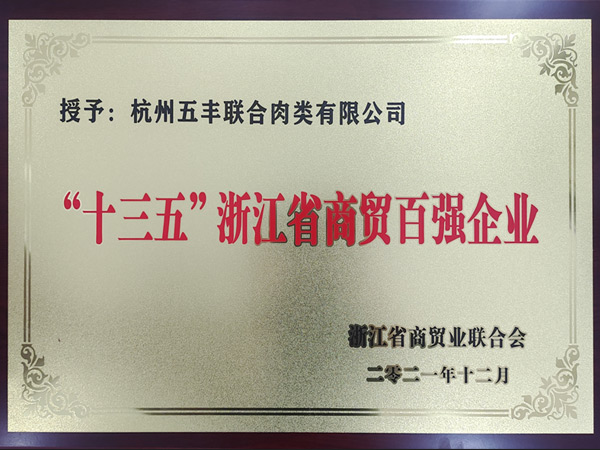 授予：杭州五丰联合肉类有限公司
“十三五”浙江省商贸百强企业
浙江省商贸业联合会
二零二一年十二月